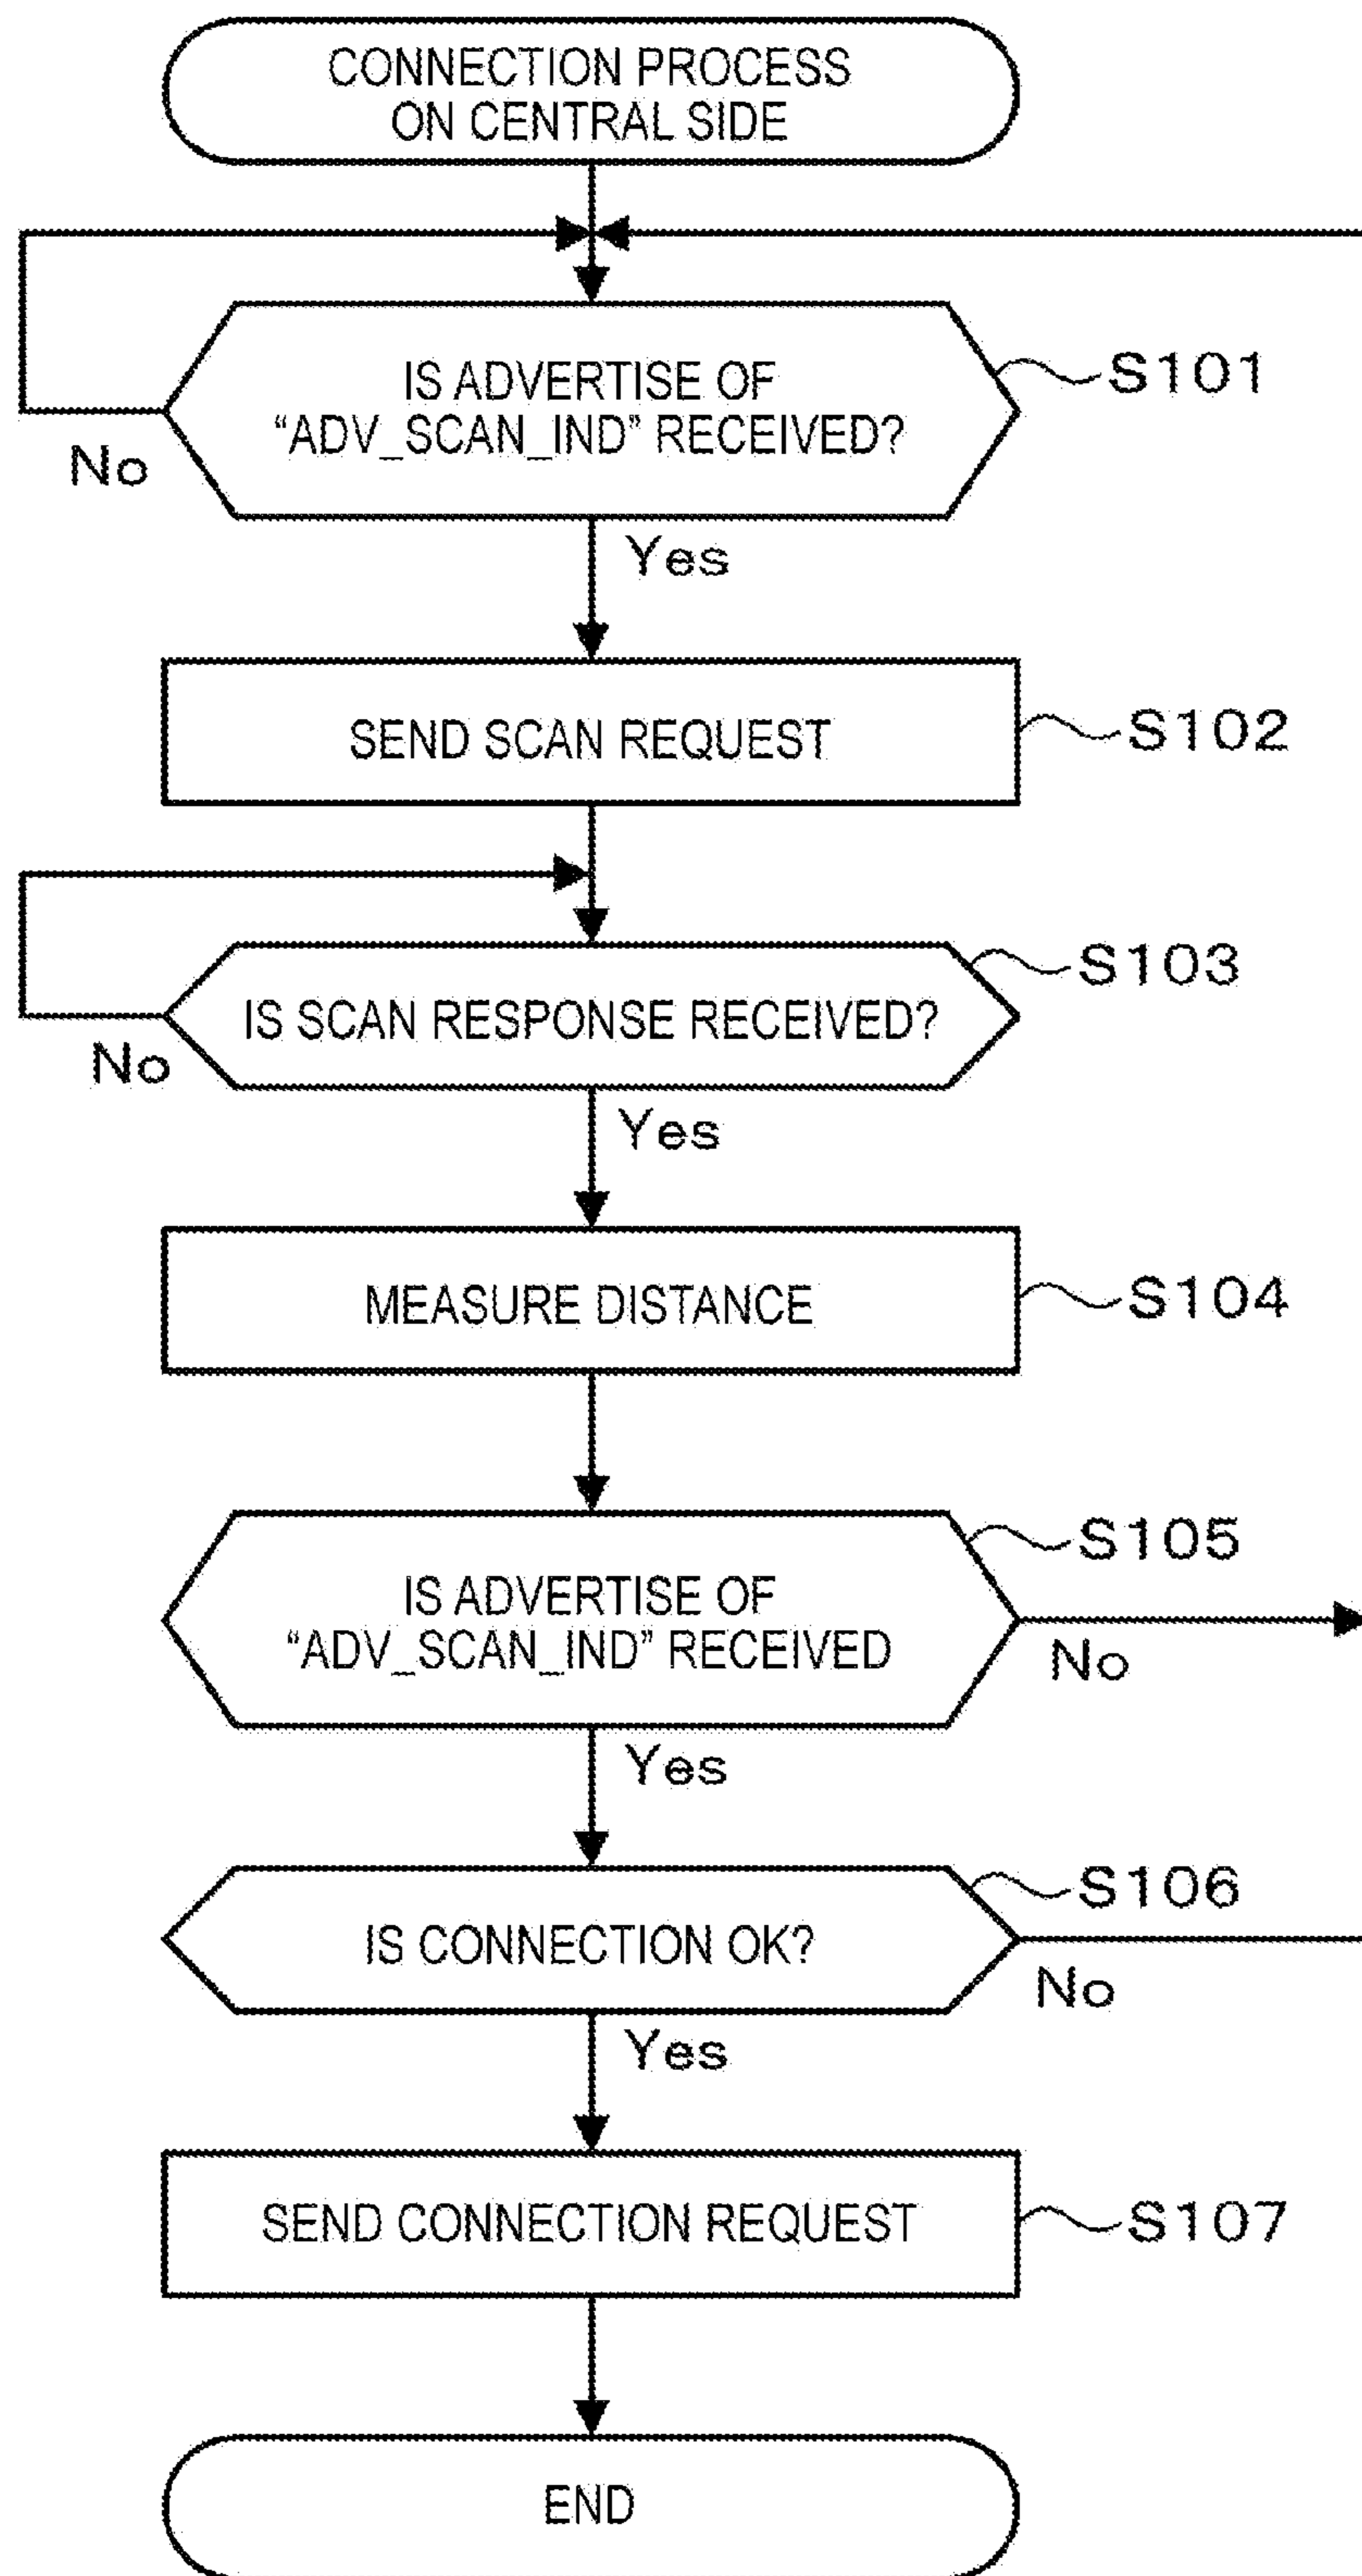 CONNECTION PROCESS
ON CENTRAL SIDE
IS ADVERTISE OF
“ADV_SCAN_IND” RECEIVED?
S101
No
Yes
SEND SCAN REQUEST
S102
IS SCAN RESPONSE RECEIVED?
S103
No
Yes
MEASURE DISTANCE
S104
IS ADVERTISE OF
“ADV_SCAN_IND” RECEIVED
S105
No
Yes
IS CONNECTION OK?
S106
No
Yes
SEND CONNECTION REQUEST
S107
END